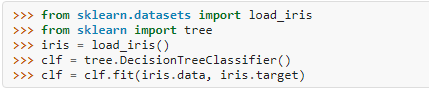 >>> from sklearn.datasets import load_iris
>>> from sklearn import tree
>>> iris = load_iris()
>>> clf = tree.DecisionTreeClassifier()
>>> clf = clf.fit(iris.data, iris.target)